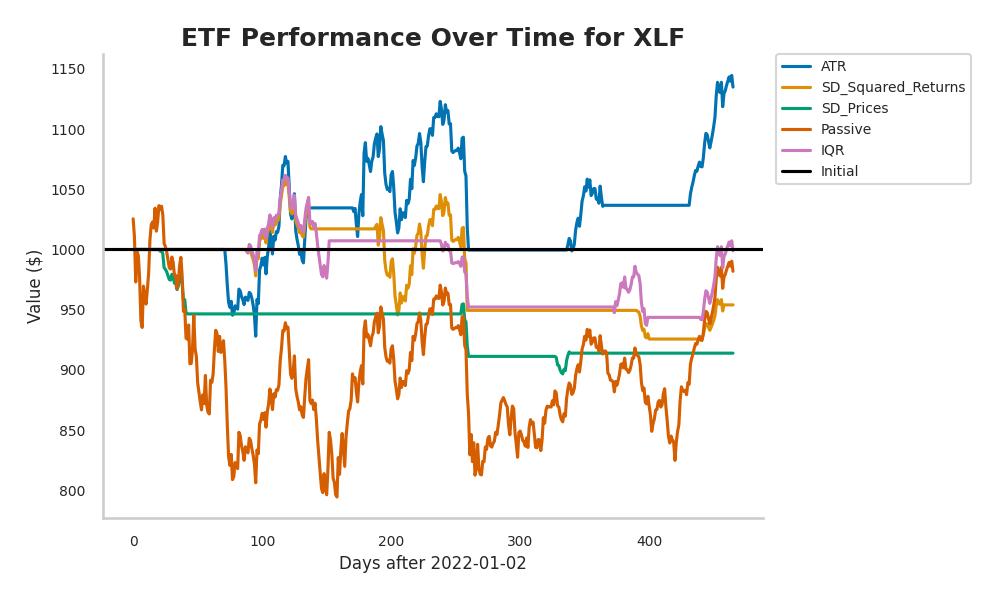 ETF Performance Over Time for XLF
1150
1100
1050
1000
950
900
850
800
Value ($)
0
100
200
300
400
Days after 2022-01-02
ATR
SD_Squared_Returns
SD_Prices
Passive
IQR
Initial